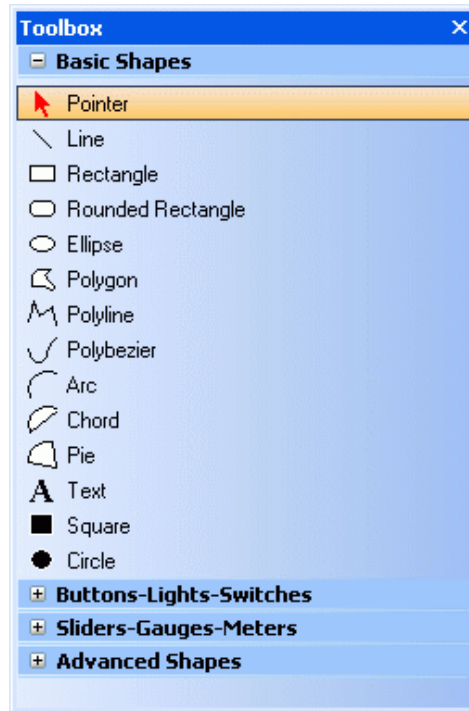 Toolbox
Basic Shapes
Pointer
Line
Rectangle
Rounded Rectangle
Ellipse
Polygon
Polyline
Polybezier
Arc
Chord
Pie
A Text
Square
Circle
Buttons-Lights-Switches
Sliders-Gauges-Meters
Advanced Shapes